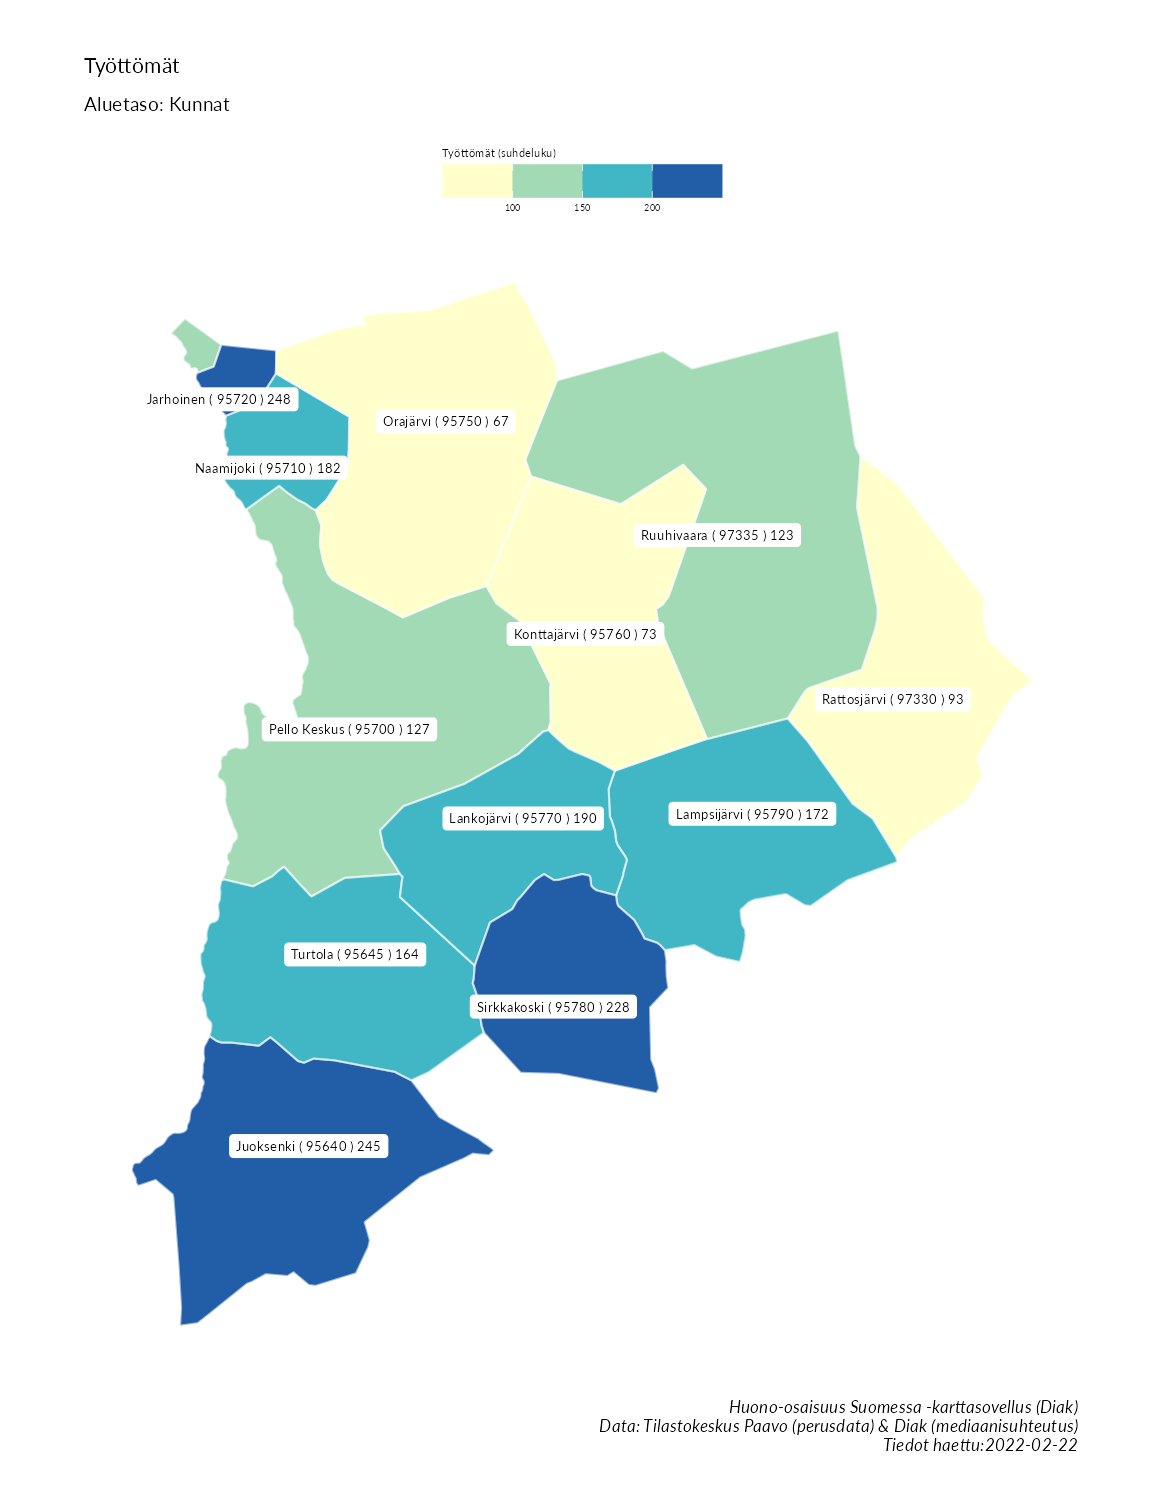 Työttömät
Aluetaso: Kunnat
Työttömät (suhdeluku)
100 150 200
Jarhoinen ( 95720 ) 248
Orajärvi ( 95750 ) 67
Naamijoki ( 95710 ) 182
Ruuhivaara ( 97335 ) 123
Konttajärvi ( 95760 ) 73
Rattosjärvi ( 97330 ) 93
Pello Keskus ( 95700 ) 127
Lankojärvi ( 95770 ) 190
Lampsijärvi ( 95790 ) 172
Turtola ( 95645 ) 164
Sirkkakoski ( 95780 ) 228
Juoksenki ( 95640 ) 245
Huono-osaisuus Suomessa -karttasovellus (Diak)
Data: Tilastokeskus Paavo (perusdata) & Diak (mediaanisuhteutus)
Tiedot haettu:2022-02-22